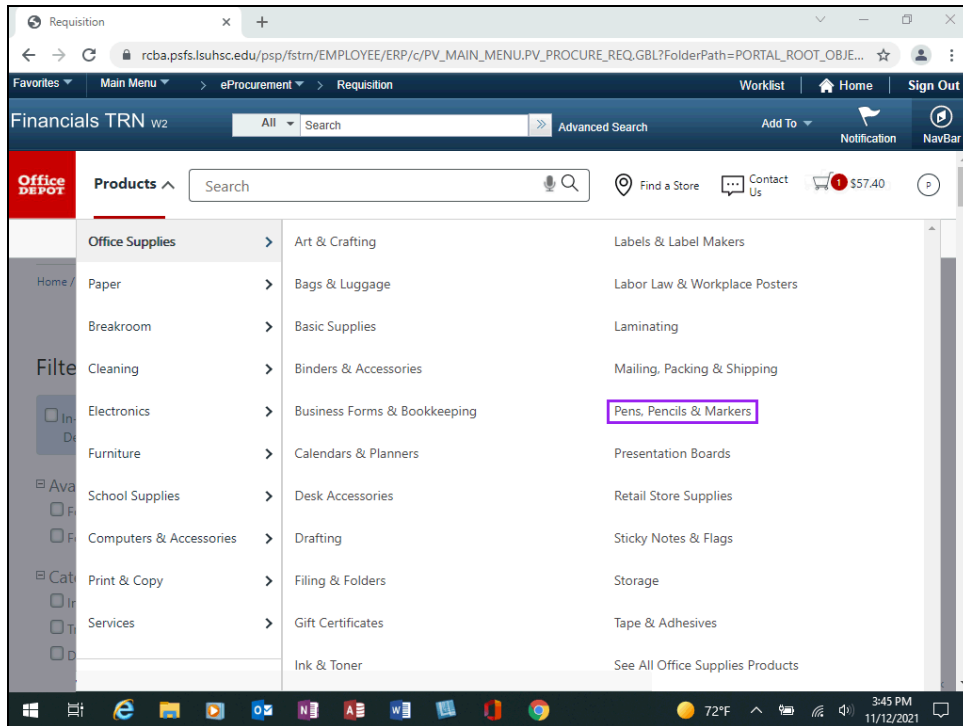 Requisition
rcba.psfs.lsuhsc.edu/psp/fstrn/EMPLOYEE/ERP/c/PV_MAIN_MENU.PV_PROCURE_REQ.GBL?FolderPath=PORTAL_ROOT_OBJE...
Favorites Main Menu > eProcurement > Requisition Worklist Home Sign Out
Financials TRN W2 All Search >> Advanced Search Add To Notification NavBar
Office DEPOT Products Search Find a Store Contact Us 1 $57.40 P
Office Supplies Art & Crafting Labels & Label Makers
Home / Paper Bags & Luggage Labor Law & Workplace Posters
Breakroom Basic Supplies Laminating
Filte Cleaning Binders & Accessories Mailing, Packing & Shipping
In- Electronics Business Forms & Bookkeeping Pens, Pencils & Markers
De
Furniture Calendars & Planners Presentation Boards
Ava School Supplies Desk Accessories Retail Store Supplies
F
F Computers & Accessories Drafting Sticky Notes & Flags
Cat Print & Copy Filing & Folders Storage
In
T Services Gift Certificates Tape & Adhesives
D
Ink & Toner See All Office Supplies Products
72°F 3:45 PM
11/12/2021